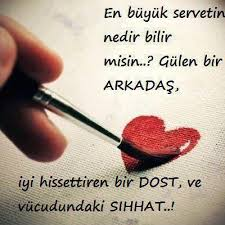 En büyük servetin
nedir bilir
misin..? Gülen bir
ARKADAŞ,
iyi hissettiren bir DOST, ve
vücudundaki SIHHAT..!